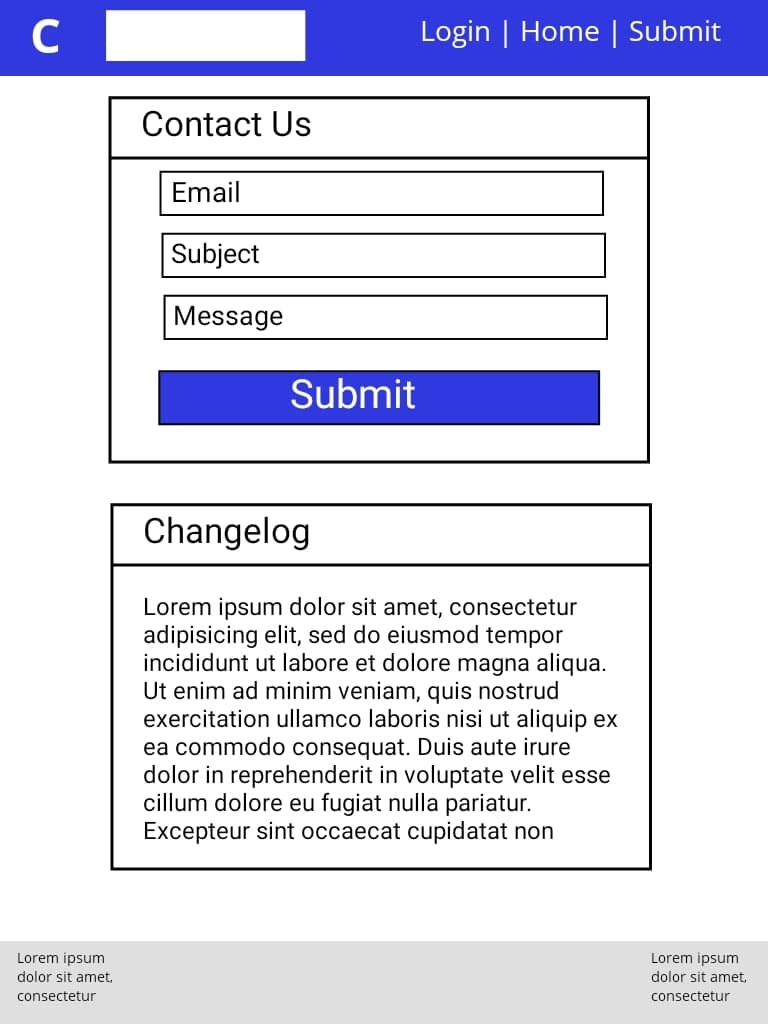 C
Login | Home | Submit
Contact Us
Email
Subject
Message
Submit
Changelog
Lorem ipsum dolor sit amet, consectetur
adipisicing elit, sed do eiusmod tempor
incididunt ut labore et dolore magna aliqua.
Ut enim ad minim veniam, quis nostrud
exercitation ullamco laboris nisi ut aliquip ex
ea commodo consequat. Duis aute irure
dolor in reprehenderit in voluptate velit esse
cillum dolore eu fugiat nulla pariatur.
Excepteur sint occaecat cupidatat non
Lorem ipsum
dolor sit amet,
consectetur
Lorem ipsum
dolor sit amet,
consectetur